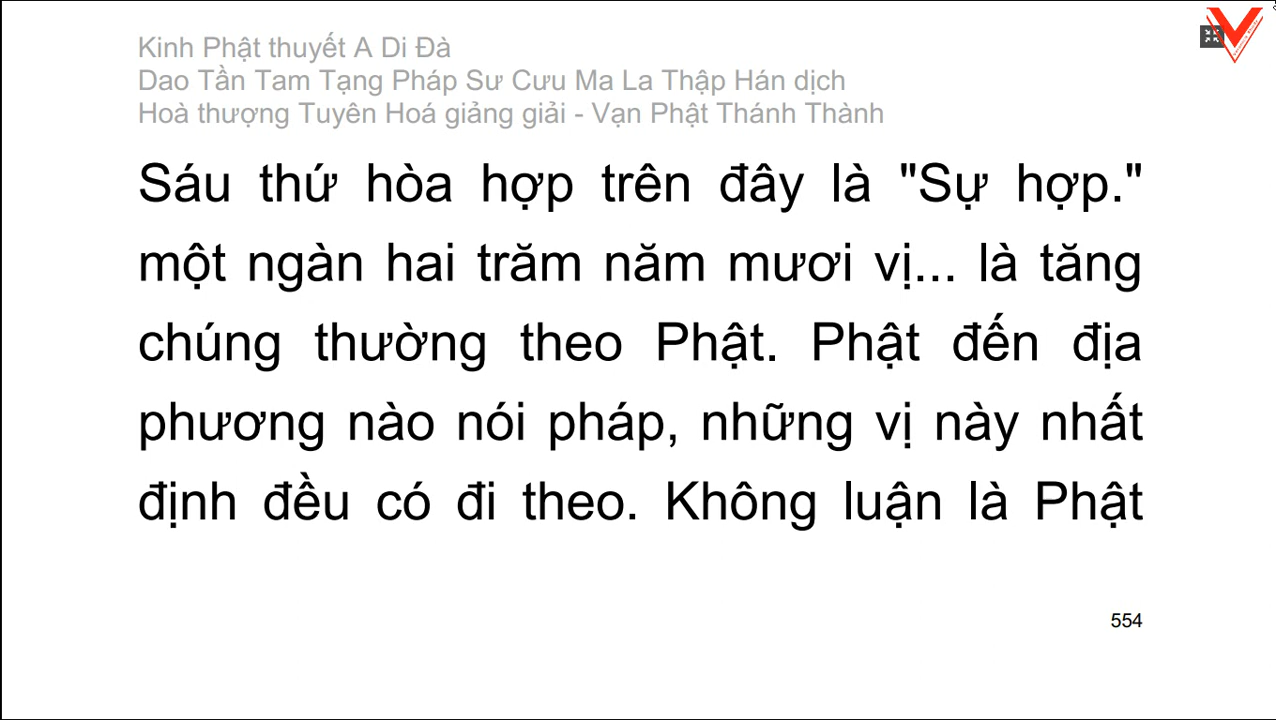 Kinh Phật thuyết A Di Đà
Dao Tần Tam Tạng Pháp Sư Cưu Ma La Thập Hán dịch
Hoà thượng Tuyên Hoá giảng giải - Vạn Phật Thánh Thành
Sáu thứ hòa hợp trên đây là "Sự hợp."
một ngàn hai trăm năm mươi vị... là tăng
chúng thường theo Phật. Phật đến địa
phương nào nói pháp, những vị này nhất
định đều có đi theo. Không luận là Phật
554